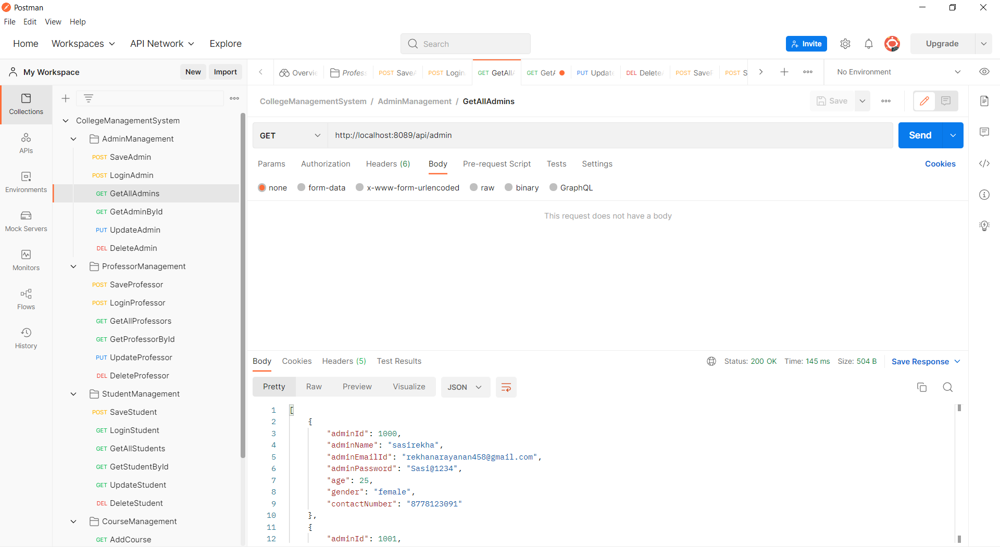 Postman
File Edit View Help
Home Workspaces API Network Explore Search Invite Upgrade
My Workspace New Import
Overvie Profess POST SaveA POST Login GET GetAllA GET GetA PUT Update DEL Delete POST SaveP POST S No Environment
Collections
APIs
Environments
Mock Servers
Monitors
Flows
History
CollegeManagementSystem
AdminManagement
POST SaveAdmin
POST LoginAdmin
GET GetAllAdmins
GET GetAdminById
PUT UpdateAdmin
DEL DeleteAdmin
ProfessorManagement
POST SaveProfessor
POST LoginProfessor
GET GetAllProfessors
GET GetProfessorById
PUT UpdateProfessor
DEL DeleteProfessor
StudentManagement
POST SaveStudent
GET LoginStudent
GET GetAllStudents
GET GetStudentById
GET UpdateStudent
DEL DeleteStudent
CourseManagement
GET AddCourse
CollegeManagementSystem / AdminManagement / GetAllAdmins Save
GET http://localhost:8089/api/admin Send
Params Authorization Headers (6) Body Pre-request Script Tests Settings Cookies
none form-data x-www-form-urlencoded raw binary GraphQL
This request does not have a body
Body Cookies Headers (5) Test Results Status: 200 OK Time: 145 ms Size: 504 B Save Response
Pretty Raw Preview Visualize JSON
1 [
2 {
3 "adminId": 1000,
4 "adminName": "sasirekha",
5 "adminEmailId": "rekhanarayanan458@gmail.com",
6 "adminPassword": "Sasi@1234",
7 "age": 25,
8 "gender": "female",
9 "contactNumber": "8778123091"
10 },
11 {
12 "adminId": 1001,